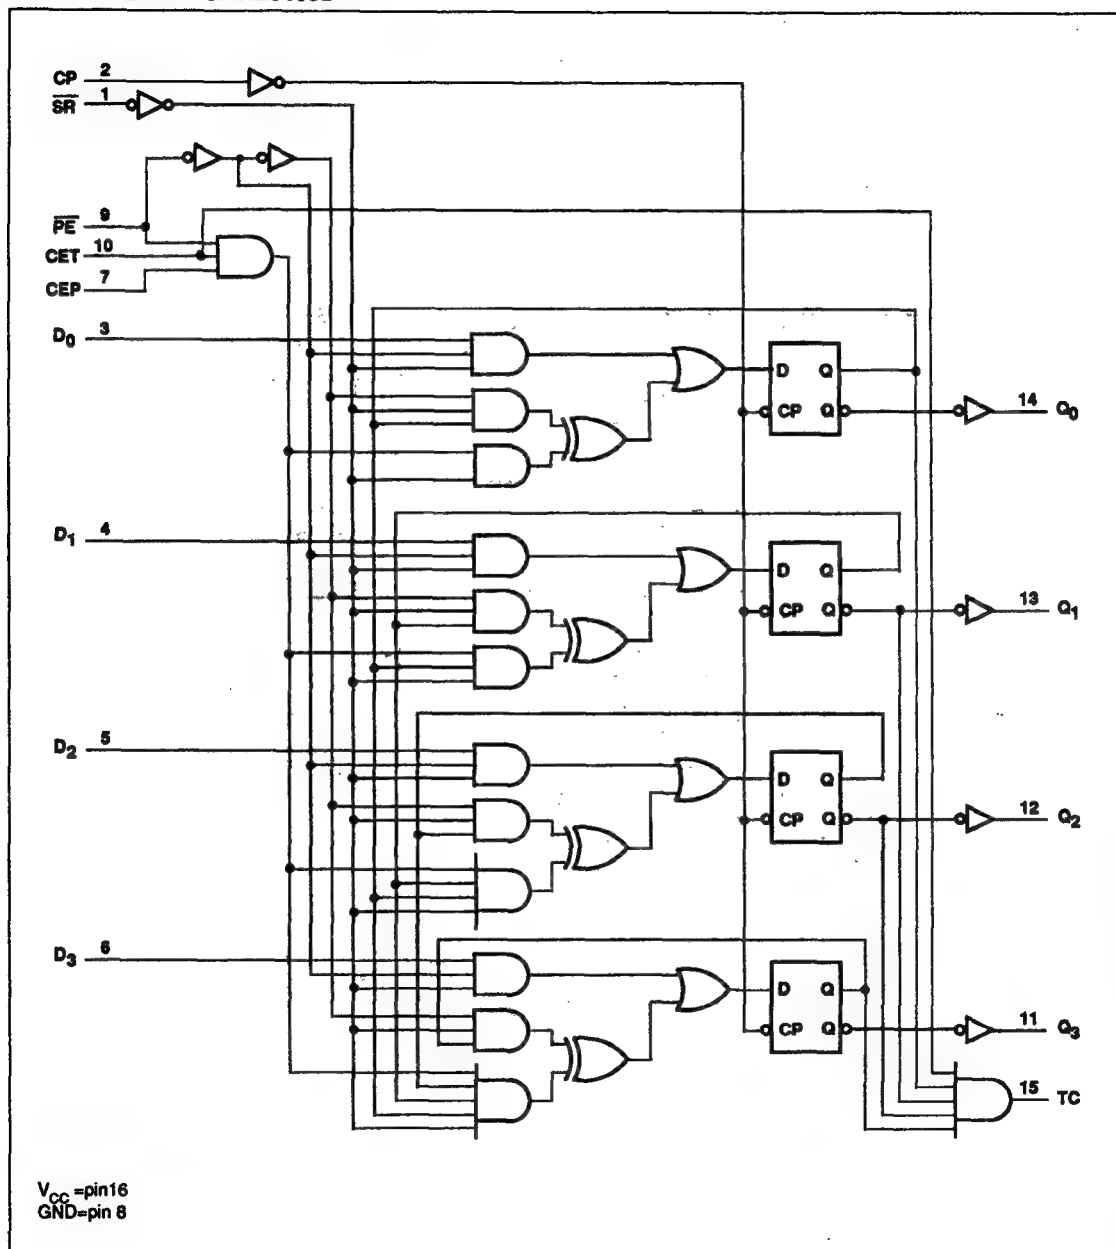 CP 2
SR 1
PE 9
CET 10
CEP 7
D0 3
D Q
CP Q
14 Q0
D1 4
D Q
CP Q
13 Q1
D2 5
D Q
CP Q
12 Q2
D3 6
D Q
CP Q
11 Q3
15 TC
VCC =pin16
GND=pin 8